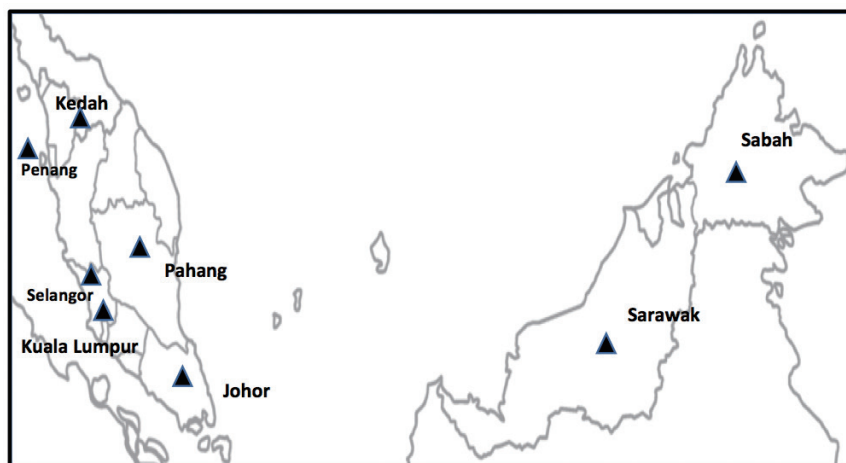 Kedah
Penang
Sabah
Pahang
Selangor
Sarawak
Kuala Lumpur
Johor